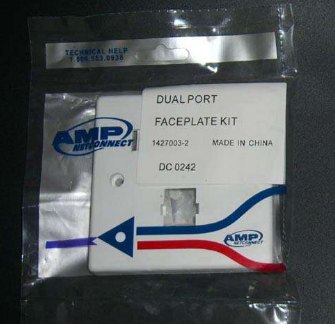 TECHNICAL HELP
DUAL PORT
FACEPLATE KIT
1427003-2 MADE IN CHINA
DC 0242
AMP
NETCONNECT
AMP
NETCONNECT